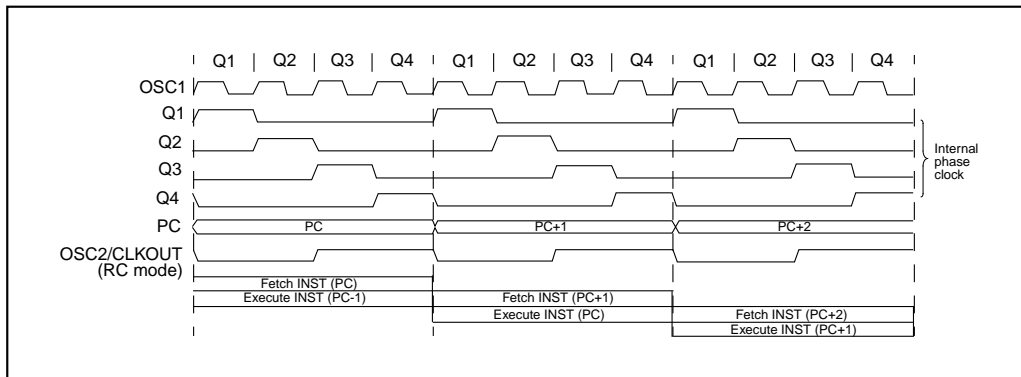 Q1 Q2 Q3 Q4 Q1 Q2 Q3 Q4 Q1 Q2 Q3 Q4
OSC1
Q1
Q2
Q3
Q4
PC
OSC2/CLKOUT
(RC mode)
PC PC+1 PC+2
Internal
phase
clock
Fetch INST (PC)
Execute INST (PC-1) Fetch INST (PC+1)
Execute INST (PC) Fetch INST (PC+2)
Execute INST (PC+1)